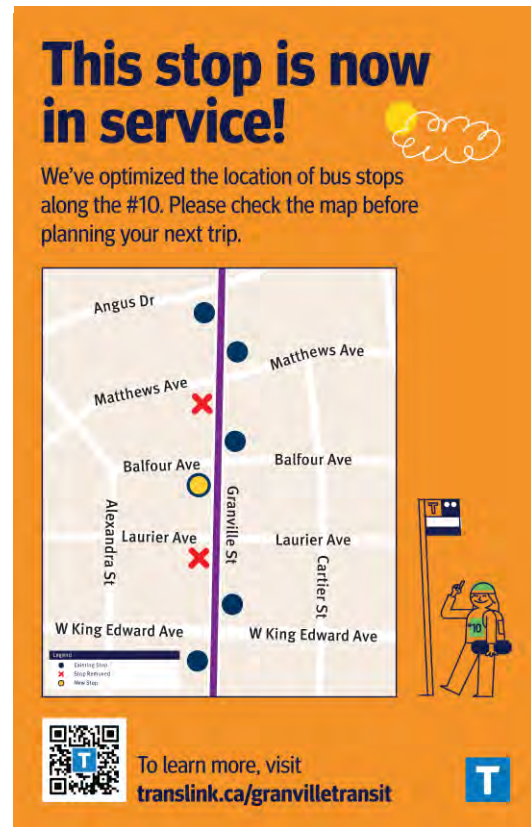 This stop is now
in service!
We've optimized the location of bus stops
along the #10. Please check the map before
planning your next trip.
Angus Dr
Matthews Ave
Matthews Ave
Balfour Ave
Balfour Ave
Alexandra St
Granville St
Laurier Ave
Laurier Ave
Cartier St
W King Edward Ave
W King Edward Ave
Legend
Existing Stop
Stop Removed
New Stop
T
#10
To learn more, visit
translink.ca/granvilletransit
T
T